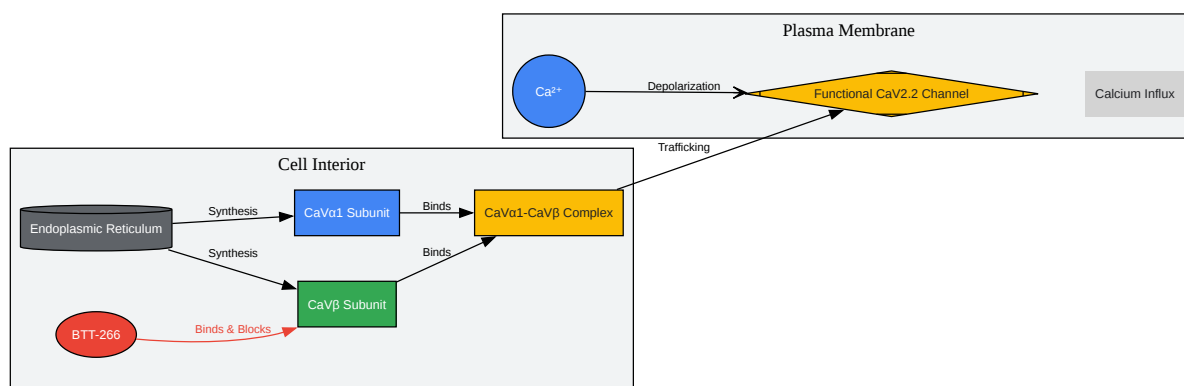 Plasma Membrane
Ca²⁺
Depolarization
Functional CaV2.2 Channel
Calcium Influx
Trafficking
Cell Interior
Endoplasmic Reticulum
Synthesis
CaVα1 Subunit
Binds
CaVα1-CaVβ Complex
Synthesis
Binds
CaVβ Subunit
BTT-266
Binds & Blocks